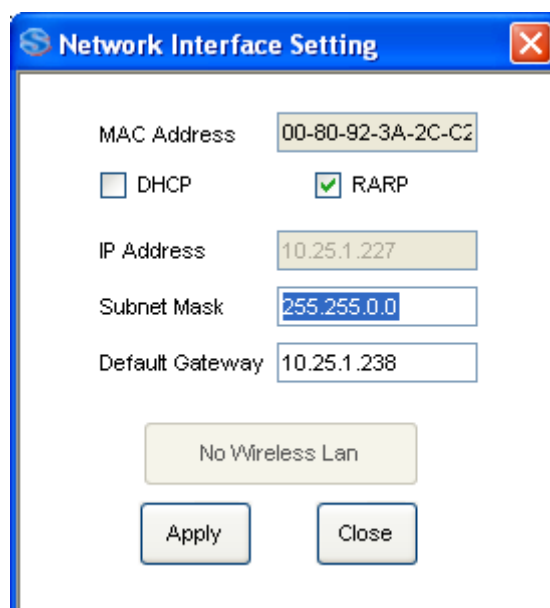 Network Interface Setting
MAC Address 00-80-92-3A-2C-C2
DHCP RARP
IP Address 10.25.1.227
Subnet Mask 255.255.0.0
Default Gateway 10.25.1.238
No Wireless Lan
Apply Close